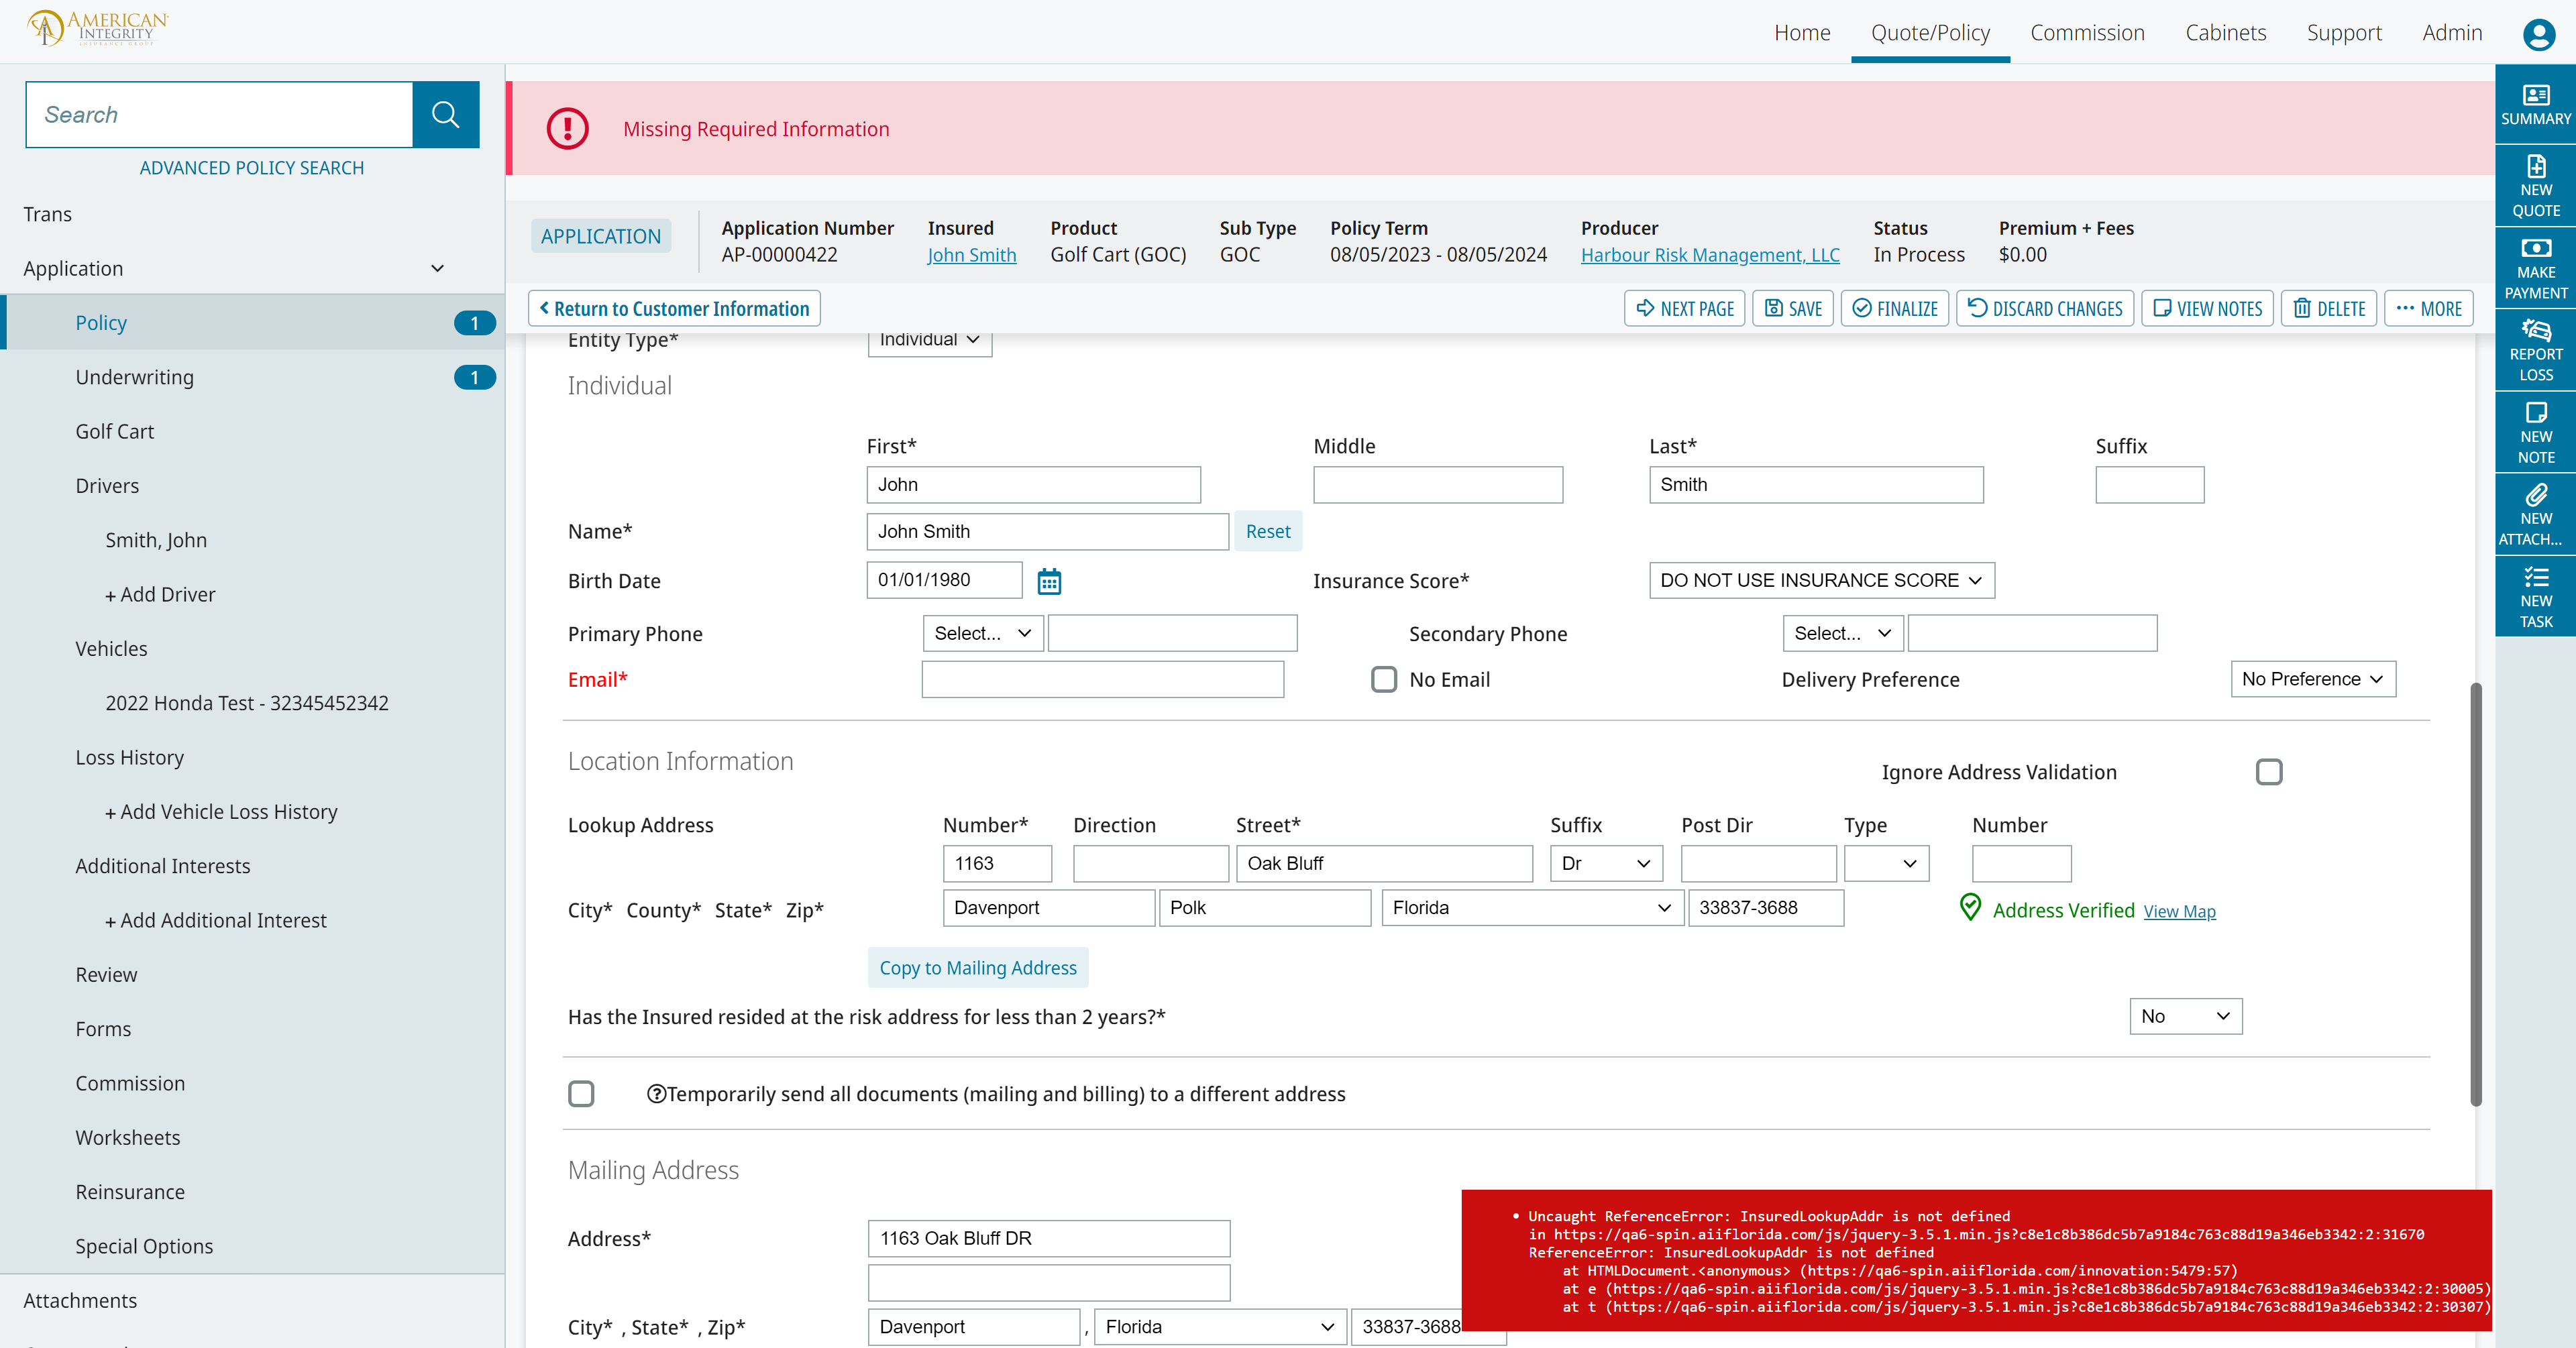 AMERICAN
INTEGRITY
INSURANCE GROUP
Home
Quote/Policy
Commission
Cabinets
Support
Admin
Search
ADVANCED POLICY SEARCH
Trans
Application
Policy 1
Underwriting 1
Golf Cart
Drivers
Smith, John
+ Add Driver
Vehicles
2022 Honda Test - 32345452342
Loss History
+ Add Vehicle Loss History
Additional Interests
+ Add Additional Interest
Review
Forms
Commission
Worksheets
Reinsurance
Special Options
Attachments
Missing Required Information
APPLICATION
Application Number Insured Product Sub Type Policy Term Producer Status Premium + Fees
AP-00000422 John Smith Golf Cart (GOC) GOC 08/05/2023 - 08/05/2024 Harbour Risk Management, LLC In Process $0.00
Return to Customer Information NEXT PAGE SAVE FINALIZE DISCARD CHANGES VIEW NOTES DELETE MORE
Entity Type* Individual
Individual
First* Middle Last* Suffix
John Smith
Name* John Smith Reset
Birth Date 01/01/1980 Insurance Score* DO NOT USE INSURANCE SCORE
Primary Phone Select... Secondary Phone Select...
Email* No Email Delivery Preference No Preference
Location Information
Ignore Address Validation
Lookup Address Number* Direction Street* Suffix Post Dir Type Number
1163 Oak Bluff Dr
City* County* State* Zip* Davenport Polk Florida 33837-3688 Address Verified View Map
Copy to Mailing Address
Has the Insured resided at the risk address for less than 2 years?* No
Temporarily send all documents (mailing and billing) to a different address
Mailing Address
Address* 1163 Oak Bluff DR
City* , State* , Zip* Davenport , Florida 33837-3688
• Uncaught ReferenceError: InsuredLookupAddr is not defined
in https://qa6-spin.aiiflorida.com/js/jquery-3.5.1.min.js?c8e1c8b386dc5b7a9184c763c88d19a346eb3342:2:31670
ReferenceError: InsuredLookupAddr is not defined
at HTMLDocument.<anonymous> (https://qa6-spin.aiiflorida.com/innovation:5479:57)
at e (https://qa6-spin.aiiflorida.com/js/jquery-3.5.1.min.js?c8e1c8b386dc5b7a9184c763c88d19a346eb3342:2:30005)
at t (https://qa6-spin.aiiflorida.com/js/jquery-3.5.1.min.js?c8e1c8b386dc5b7a9184c763c88d19a346eb3342:2:30307)
SUMMARY
NEW
QUOTE
MAKE
PAYMENT
REPORT
LOSS
NEW
NOTE
NEW
ATTACH...
NEW
TASK